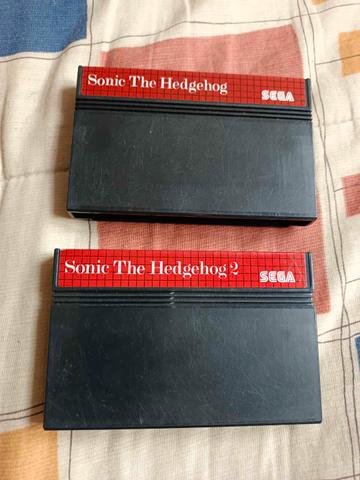 Sonic The Hedgehog
SEGA
Sonic The Hedgehog 2
SEGA